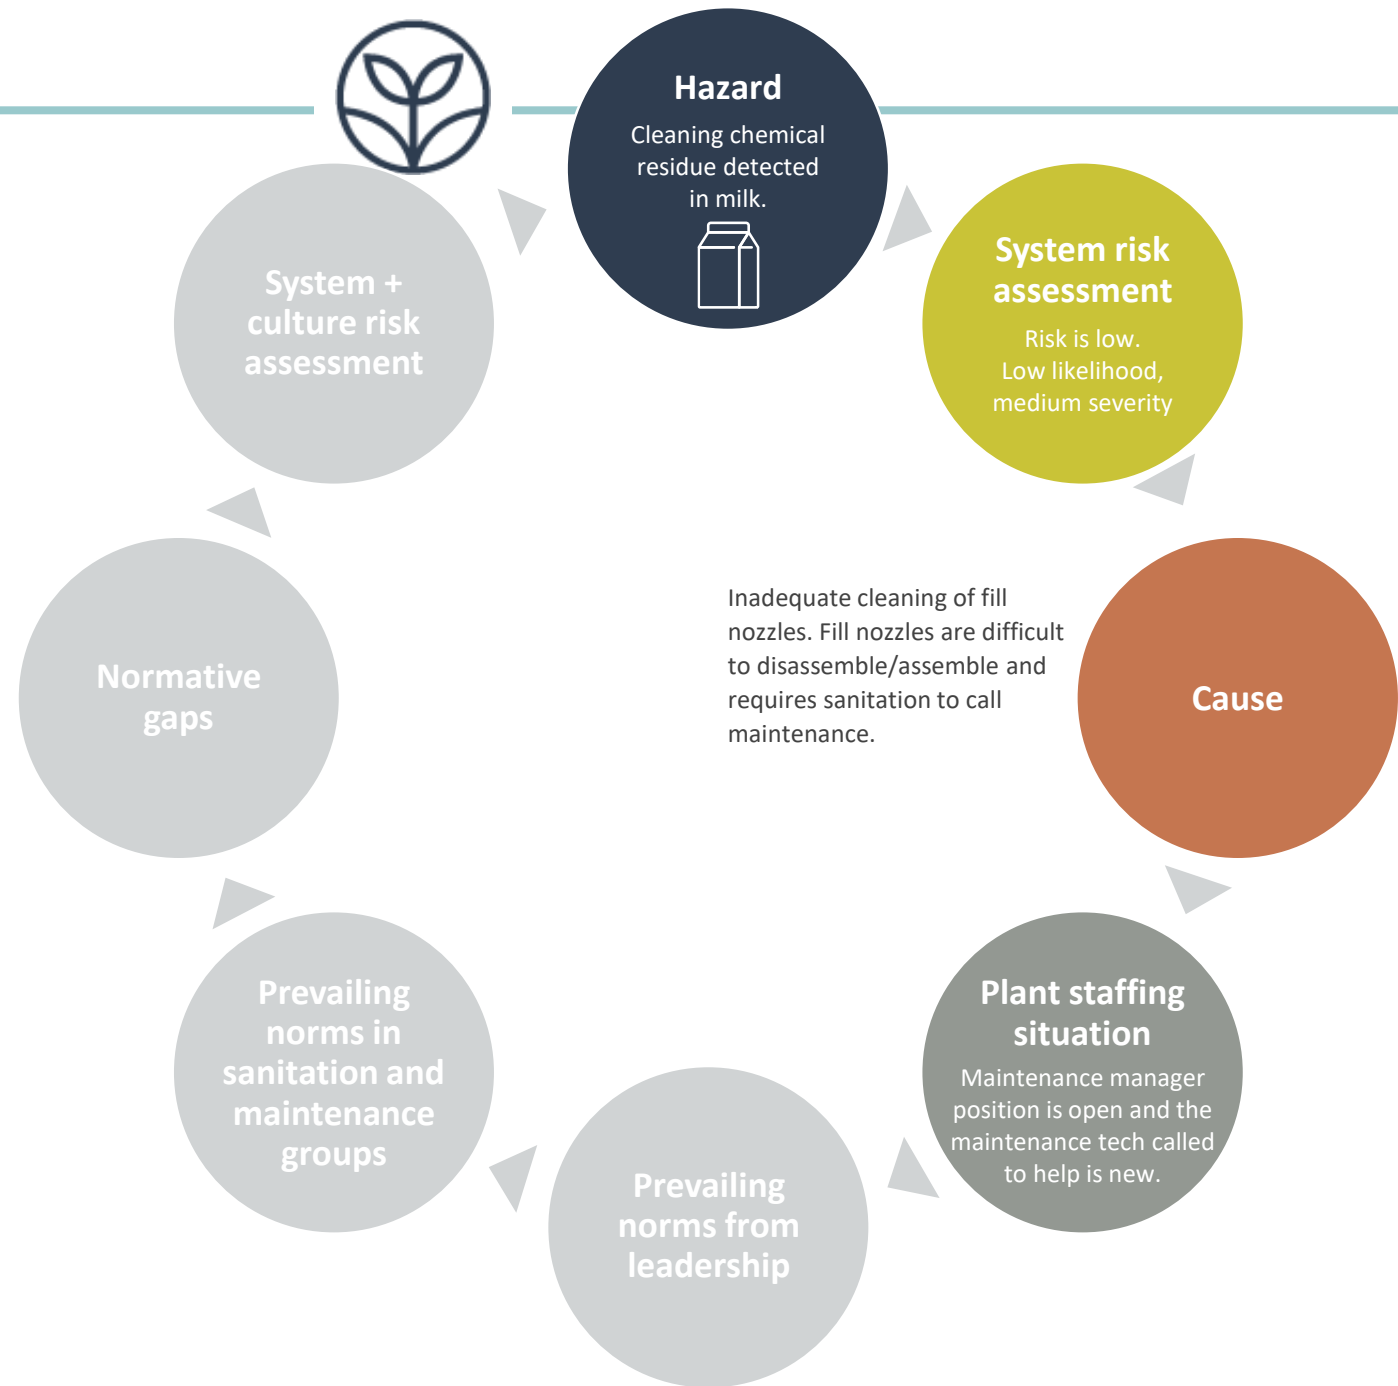 Hazard
Cleaning chemical
residue detected
in milk.
System risk
assessment
Risk is low.
Low likelihood,
medium severity
Cause
Inadequate cleaning of fill
nozzles. Fill nozzles are difficult
to disassemble/assemble and
requires sanitation to call
maintenance.
Plant staffing
situation
Maintenance manager
position is open and the
maintenance tech called
to help is new.
Prevailing
norms from
leadership
Prevailing
norms in
sanitation and
maintenance
groups
Normative
gaps
System +
culture risk
assessment